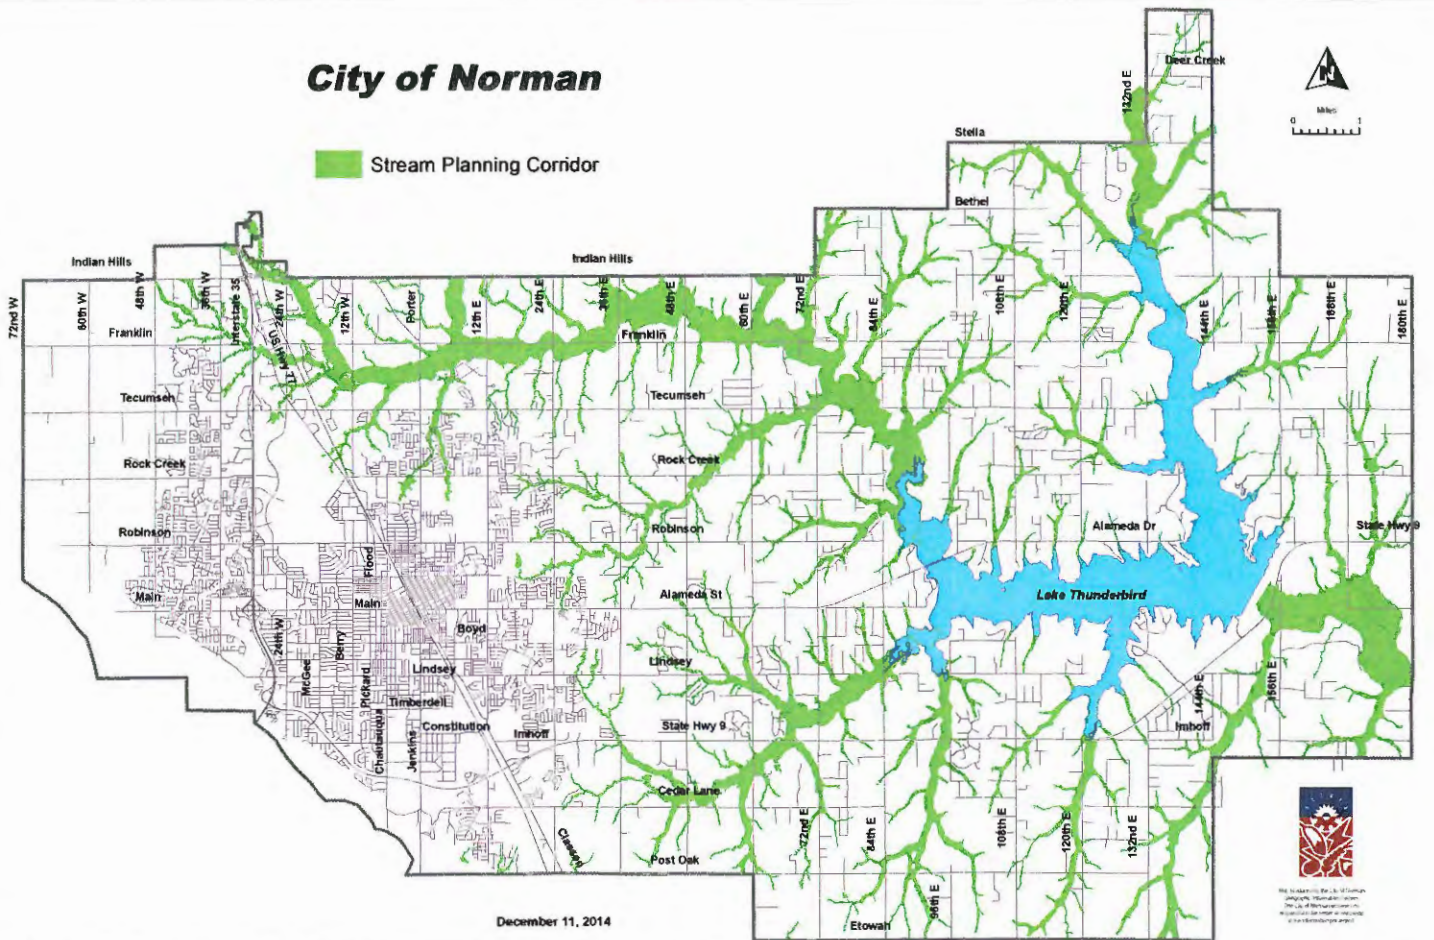 City of Norman
Stream Planning Corridor
N
Miles
0 1
Deer Creek
132nd E
Stella
Bethel
Indian Hills
Indian Hills
72nd W
60th W
48th W
36th W
Interstate 35
24th W
12th W
Porter
12th E
24th E
36th E
48th E
60th E
72nd E
84th E
108th E
120th E
144th E
156th E
168th E
180th E
US Hwy 77
Franklin
Franklin
Tecumseh
Tecumseh
Rock Creek
Rock Creek
Robinson
Robinson
Alameda Dr
State Hwy 9
Flood
Main
Main
Alameda St
Lake Thunderbird
24th W
McGee
Berry
Pickard
Boyd
Lindsey
Lindsey
Timberdell
Chautauqua
Jenkins
Constitution
Imhoff
State Hwy 9
144th E
156th E
Imhoff
Cedar Lane
Classen
Post Oak
72nd E
84th E
96th E
108th E
120th E
132nd E
Etowah
December 11, 2014